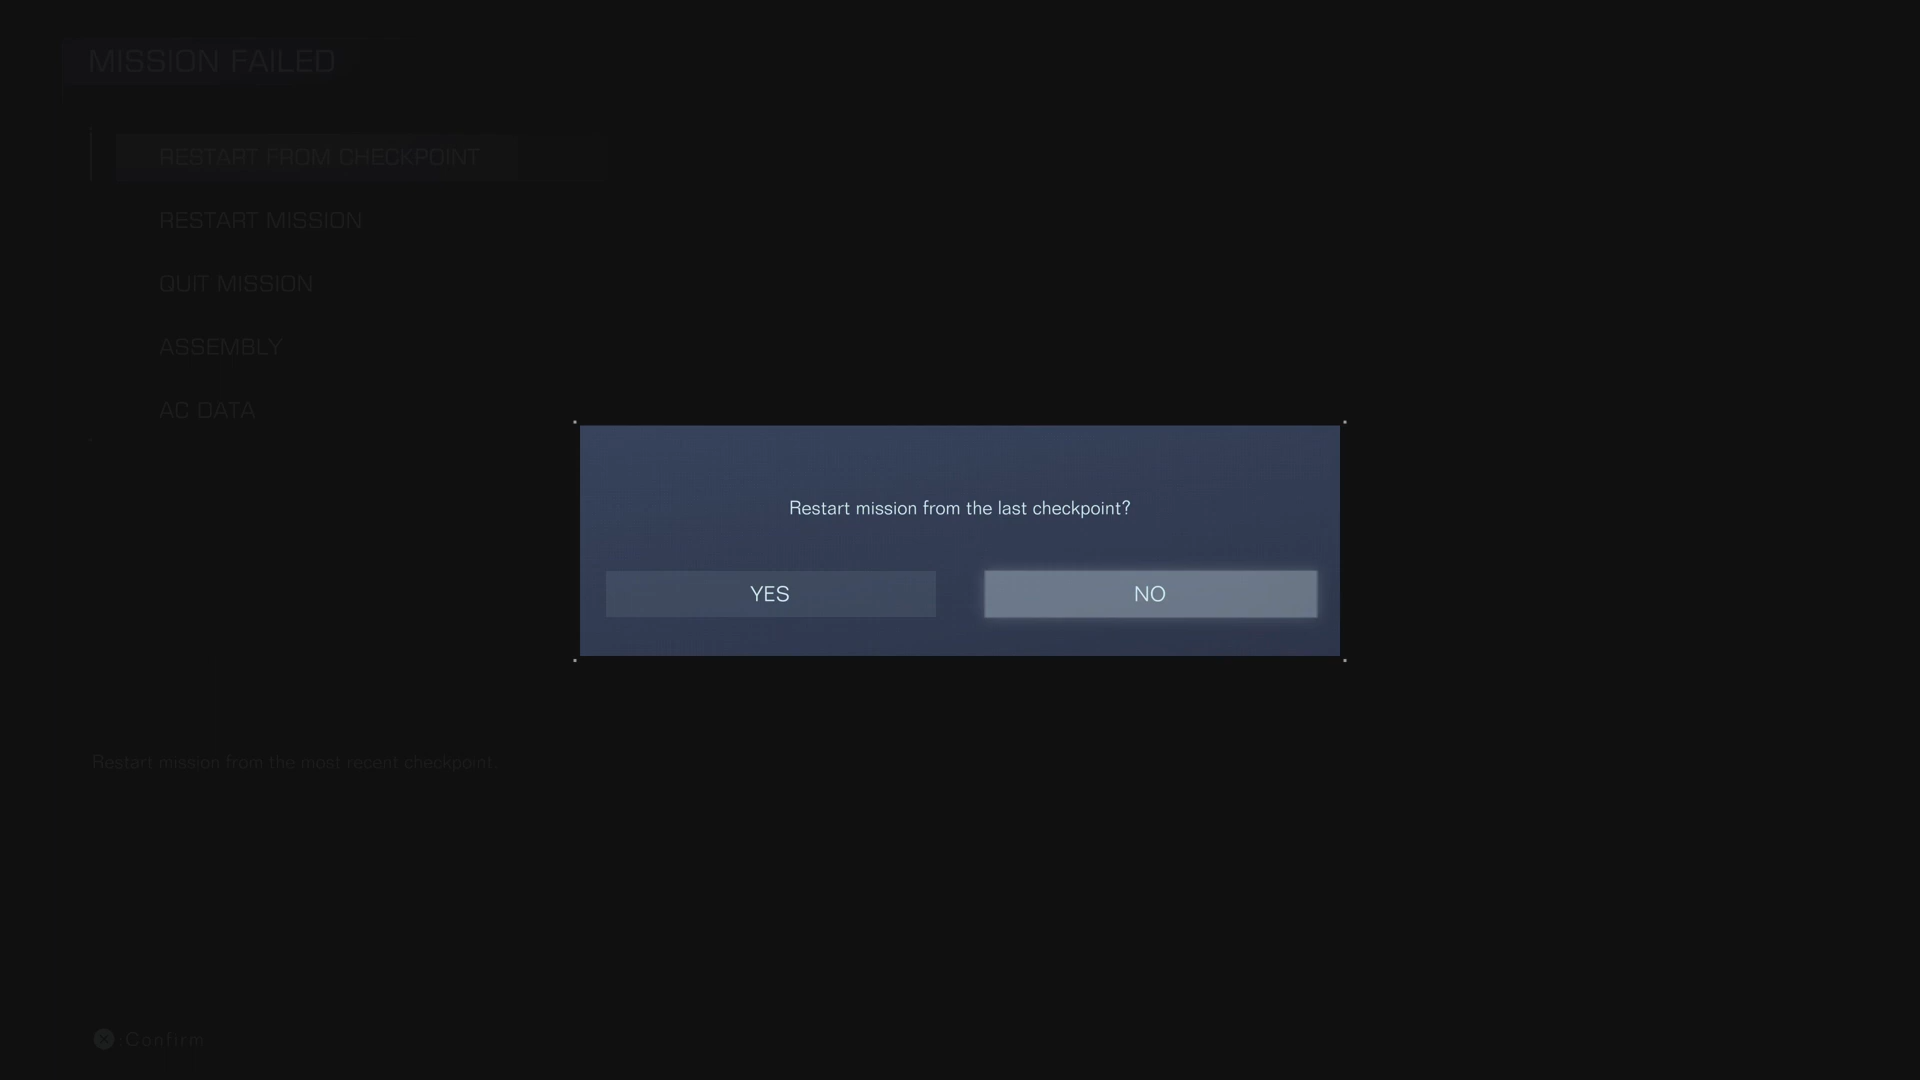 MISSION FAILED
RESTART FROM CHECKPOINT
RESTART MISSION
QUIT MISSION
ASSEMBLY
AC DATA
Restart mission from the last checkpoint?
YES
NO
Restart mission from the most recent checkpoint.
:Confirm